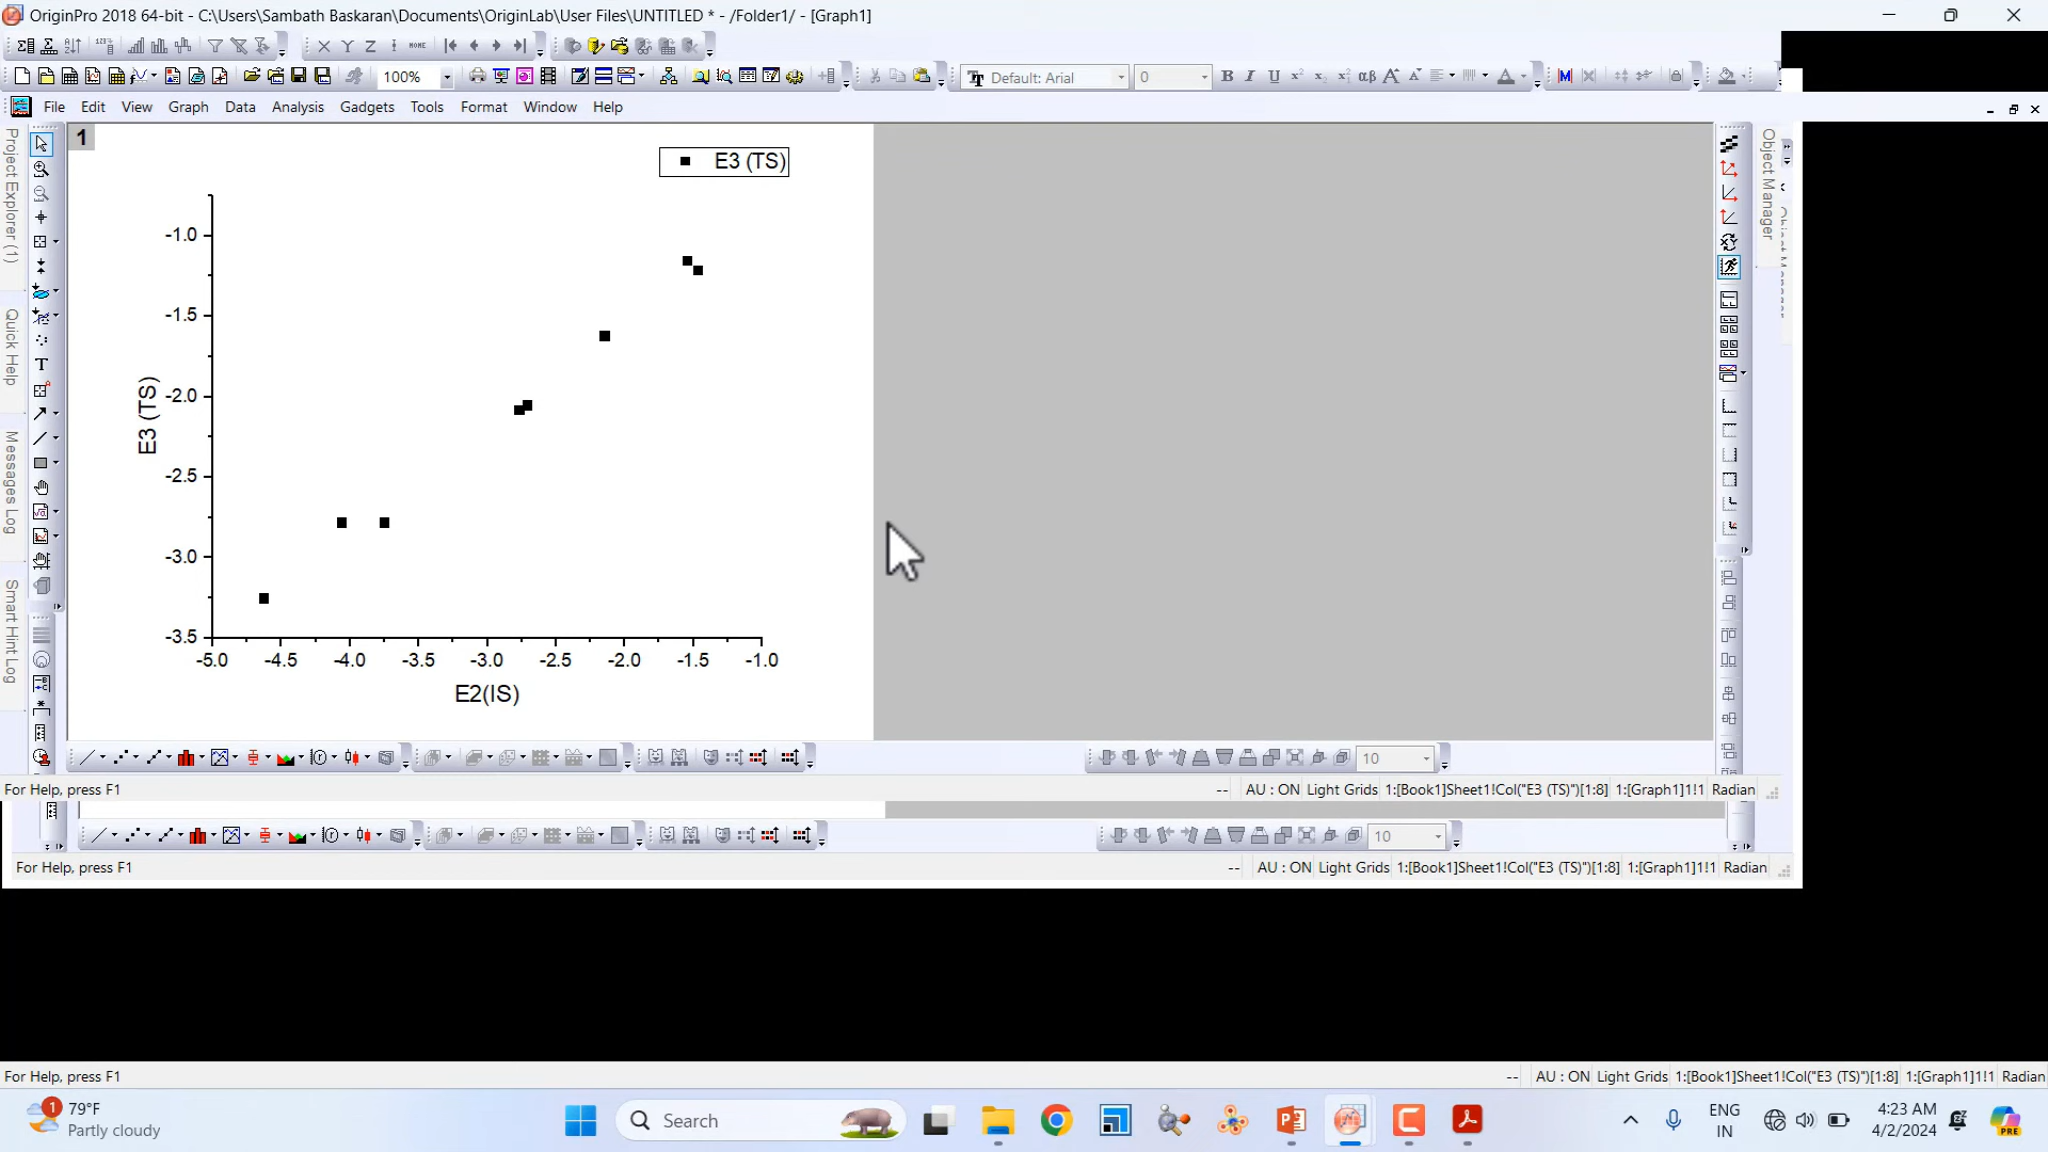 OriginPro 2018 64-bit - C:\Users\Sambath Baskaran\Documents\OriginLab\User Files\UNTITLED * - /Folder1/ - [Graph1]
X Y Z HOME
100%
Default: Arial
0
B I U αβ A A
File Edit View Graph Data Analysis Gadgets Tools Format Window Help
Project Explorer (1)
Quick Help
Messages Log
Smart Hint Log
Object Manager
1
E3 (TS)
-1.0
-1.5
-2.0
-2.5
-3.0
-3.5
E3 (TS)
-5.0 -4.5 -4.0 -3.5 -3.0 -2.5 -2.0 -1.5 -1.0
E2(IS)
10
For Help, press F1
-- AU : ON Light Grids 1:[Book1]Sheet1!Col("E3 (TS)")[1:8] 1:[Graph1]1!1 Radian
10
For Help, press F1
-- AU : ON Light Grids 1:[Book1]Sheet1!Col("E3 (TS)")[1:8] 1:[Graph1]1!1 Radian
For Help, press F1
-- AU : ON Light Grids 1:[Book1]Sheet1!Col("E3 (TS)")[1:8] 1:[Graph1]1!1 Radian
1
79°F
Partly cloudy
Search
ENG
IN
4:23 AM
4/2/2024
PRE